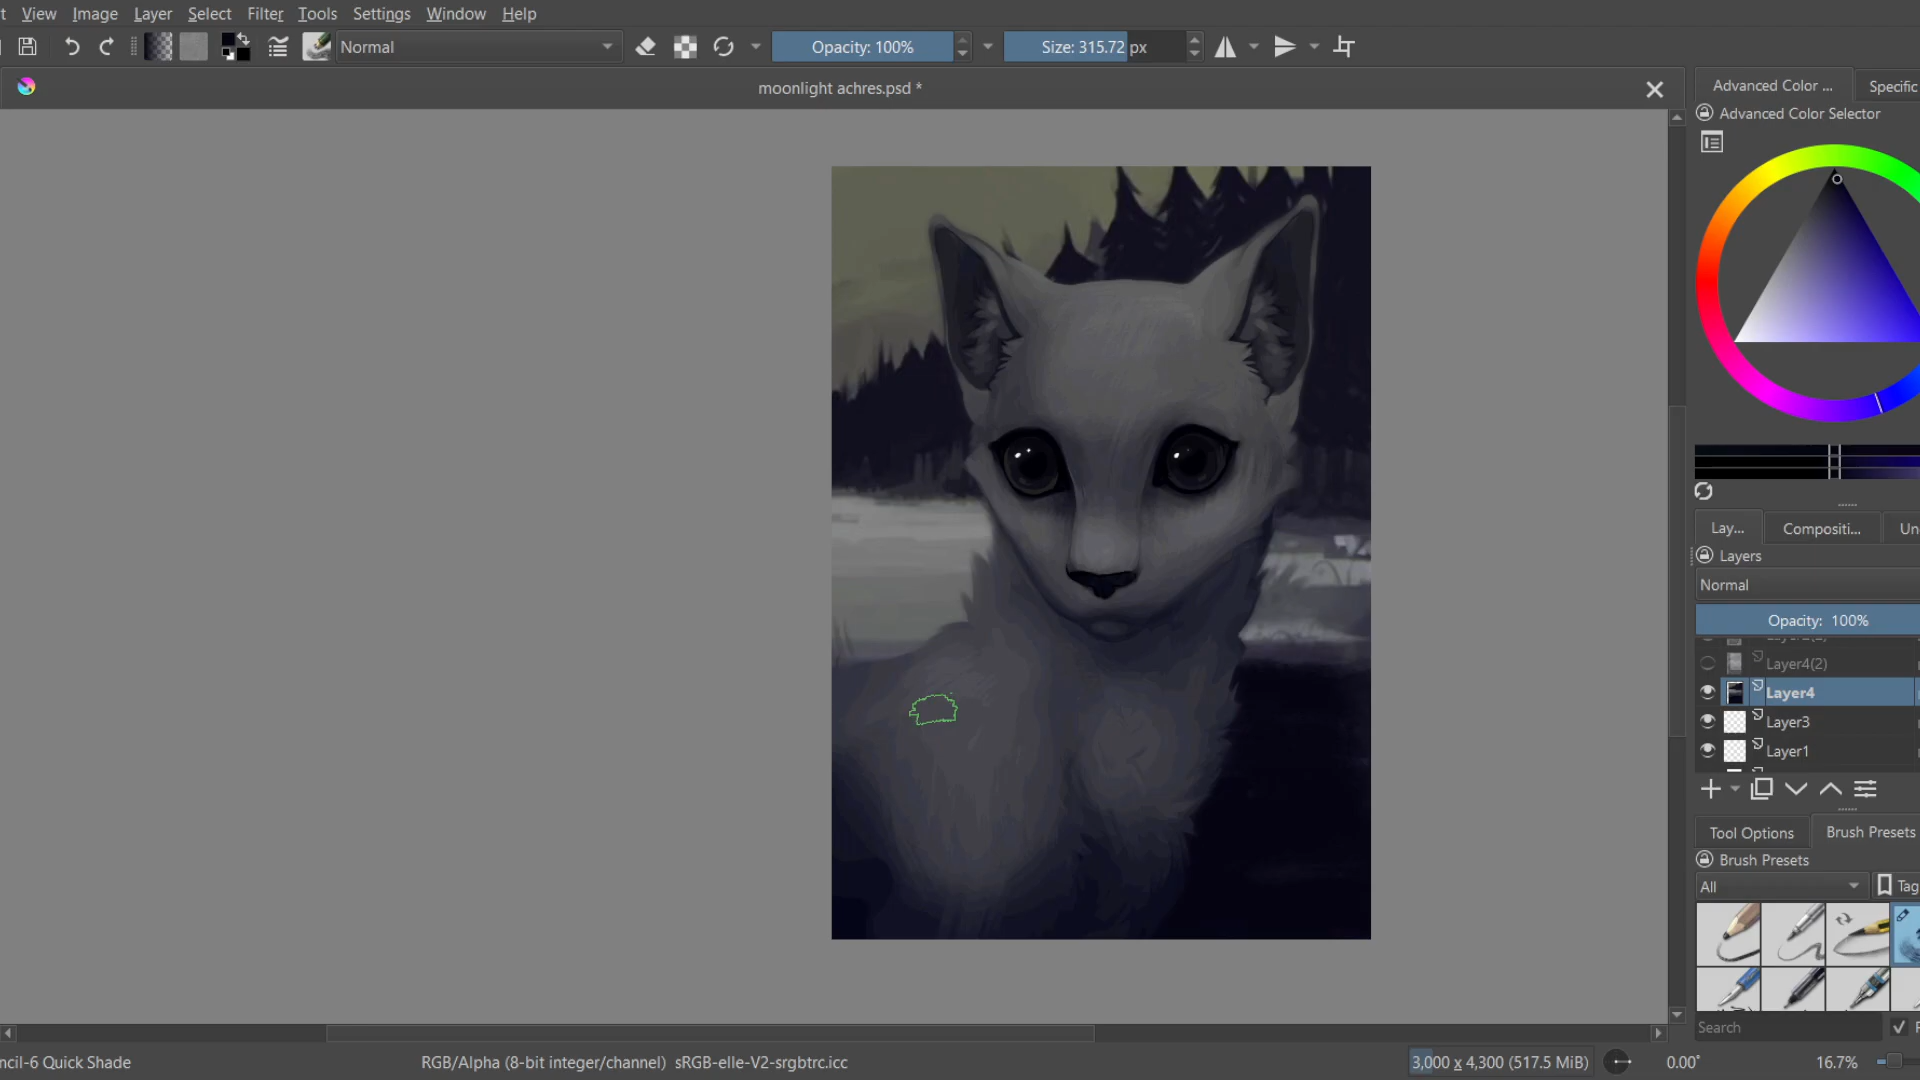 View Image Layer Select Filter Tools Settings Window Help
Normal
Opacity: 100%
Size: 315.72 px
moonlight achres.psd *
Advanced Color ... Specific
Advanced Color Selector
Lay... Compositi... Un
Layers
Normal
Opacity: 100%
Layer4(2)
Layer4
Layer3
Layer1
Tool Options Brush Presets
Brush Presets
All Tag
Search
ncil-6 Quick Shade RGB/Alpha (8-bit integer/channel) sRGB-elle-V2-srgbtrc.icc 3,000 x 4,300 (517.5 MiB) 0.00° 16.7%